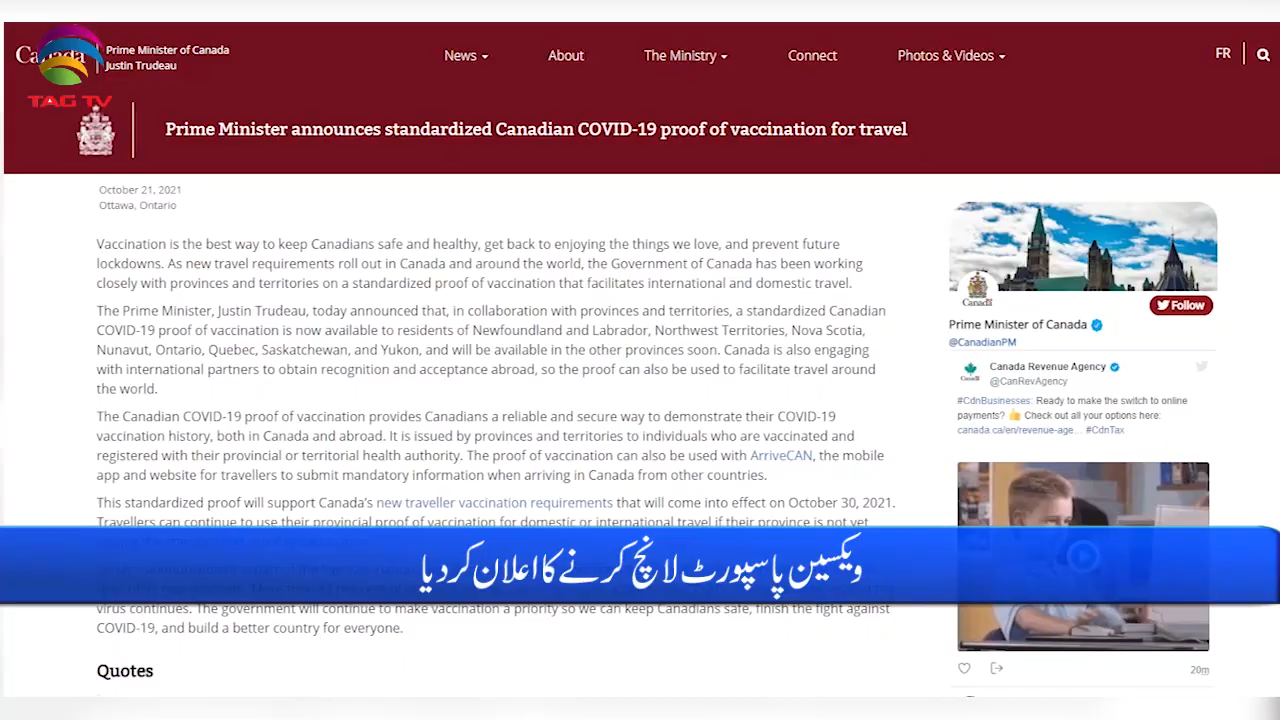 Canada
Prime Minister of Canada
Justin Trudeau
TAG TV
News
About
The Ministry
Connect
Photos & Videos
FR
Prime Minister announces standardized Canadian COVID-19 proof of vaccination for travel
October 21, 2021
Ottawa, Ontario
Vaccination is the best way to keep Canadians safe and healthy, get back to enjoying the things we love, and prevent future
lockdowns. As new travel requirements roll out in Canada and around the world, the Government of Canada has been working
closely with provinces and territories on a standardized proof of vaccination that facilitates international and domestic travel.
The Prime Minister, Justin Trudeau, today announced that, in collaboration with provinces and territories, a standardized Canadian
COVID-19 proof of vaccination is now available to residents of Newfoundland and Labrador, Northwest Territories, Nova Scotia,
Nunavut, Ontario, Quebec, Saskatchewan, and Yukon, and will be available in the other provinces soon. Canada is also engaging
with international partners to obtain recognition and acceptance abroad, so the proof can also be used to facilitate travel around
the world.
The Canadian COVID-19 proof of vaccination provides Canadians a reliable and secure way to demonstrate their COVID-19
vaccination history, both in Canada and abroad. It is issued by provinces and territories to individuals who are vaccinated and
registered with their provincial or territorial health authority. The proof of vaccination can also be used with ArriveCAN, the mobile
app and website for travellers to submit mandatory information when arriving in Canada from other countries.
This standardized proof will support Canada's new traveller vaccination requirements that will come into effect on October 30, 2021.
Travellers can continue to use their provincial proof of vaccination for domestic or international travel if their province is not yet
ویکسین پاسپورٹ لانچ کرنے کا اعلان کردیا
virus continues. The government will continue to make vaccination a priority so we can keep Canadians safe, finish the fight against
COVID-19, and build a better country for everyone.
Quotes
Canada
Follow
Prime Minister of Canada
@CanadianPM
Canada
Canada Revenue Agency
@CanRevAgency
#CdnBusinesses: Ready to make the switch to online
payments? 👍 Check out all your options here:
canada.ca/en/revenue-age... #CdnTax
20m